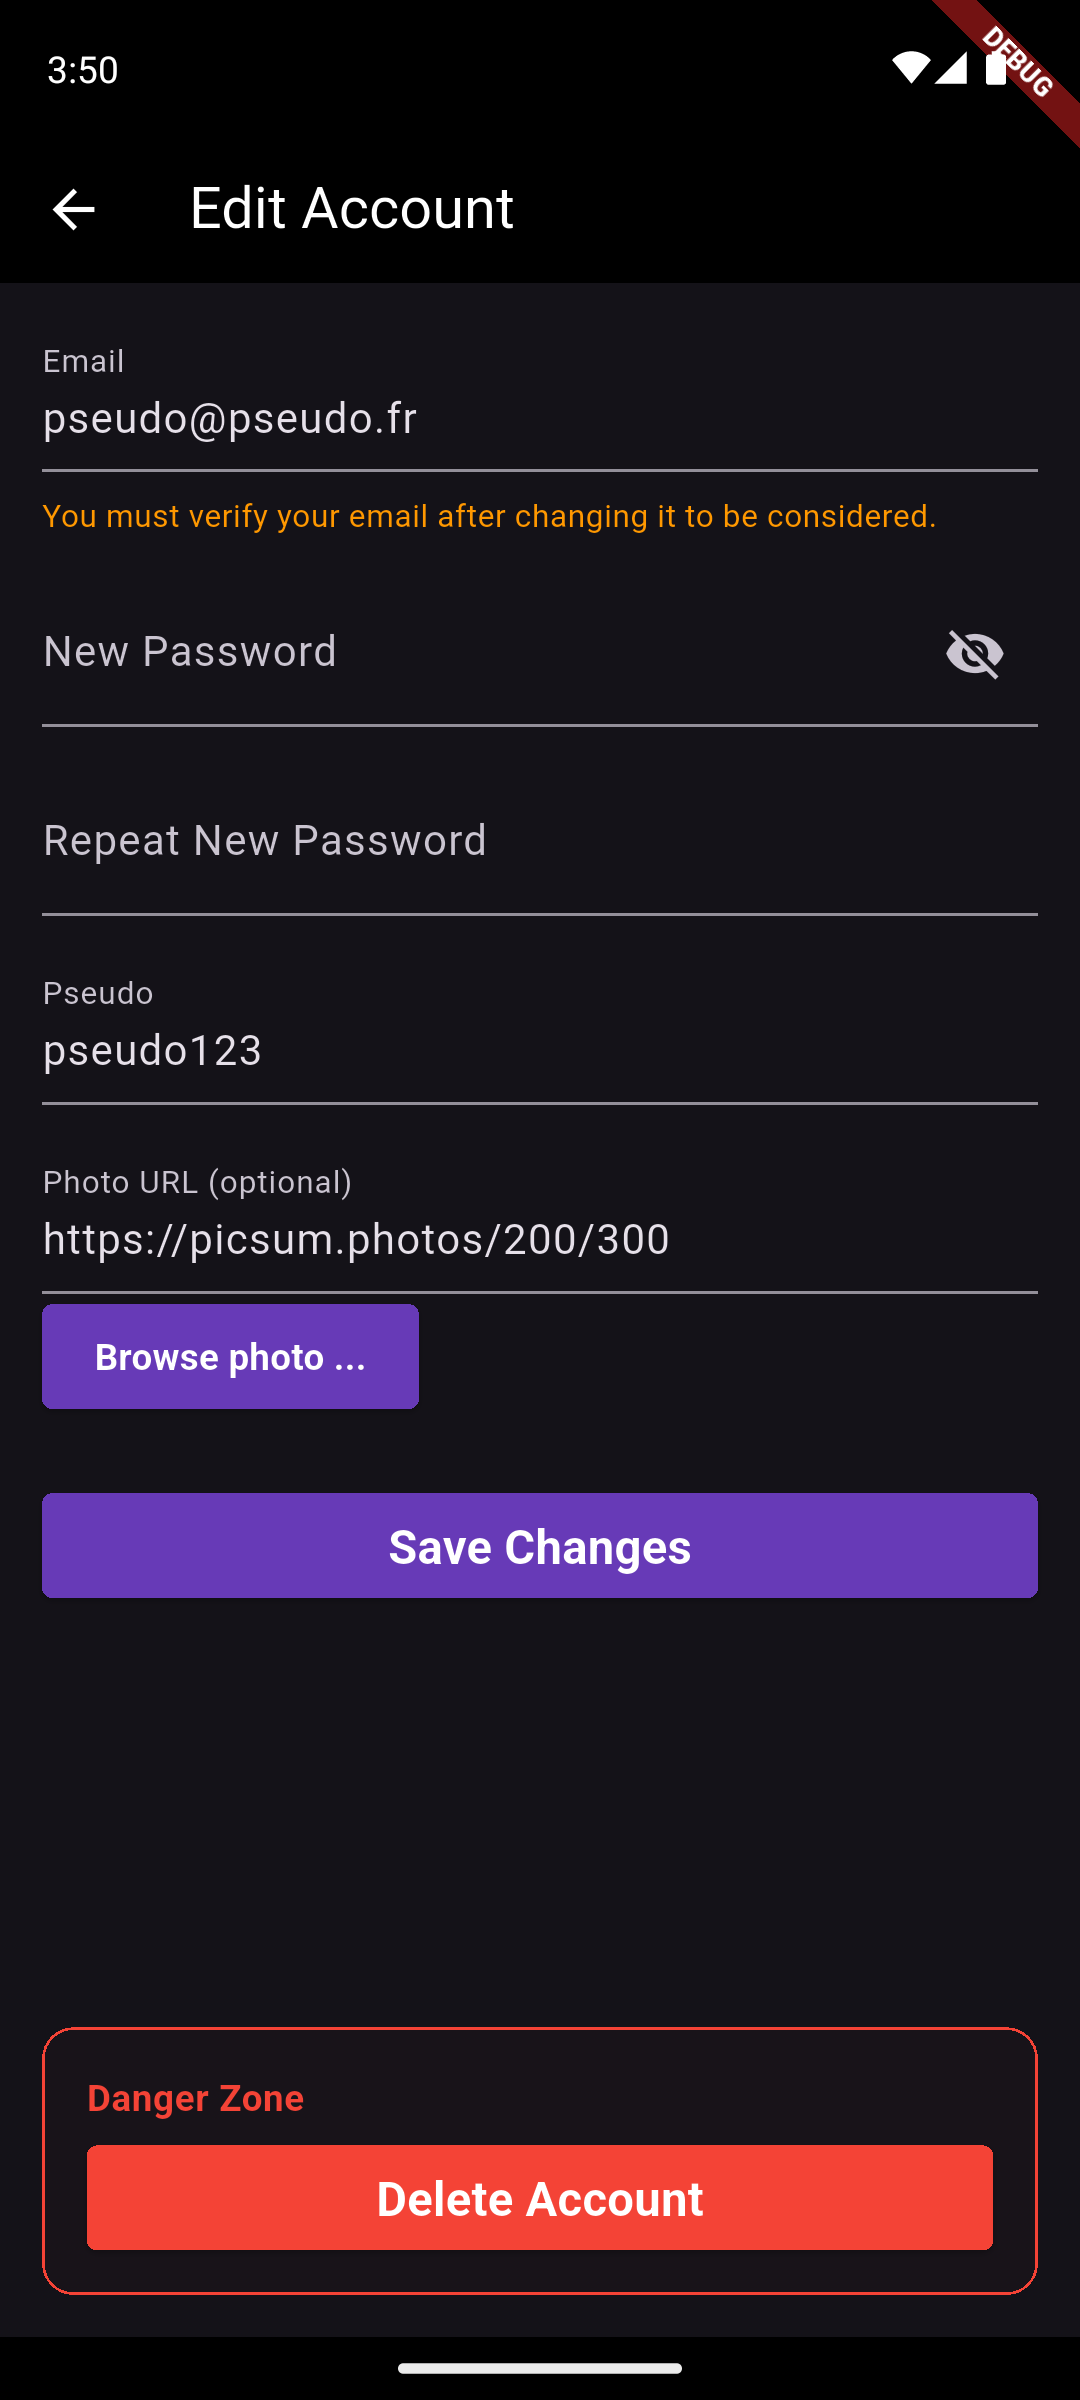 3:50
DEBUG
Edit Account
Email
pseudo@pseudo.fr
You must verify your email after changing it to be considered.
New Password
Repeat New Password
Pseudo
pseudo123
Photo URL (optional)
https://picsum.photos/200/300
Browse photo ...
Save Changes
Danger Zone
Delete Account